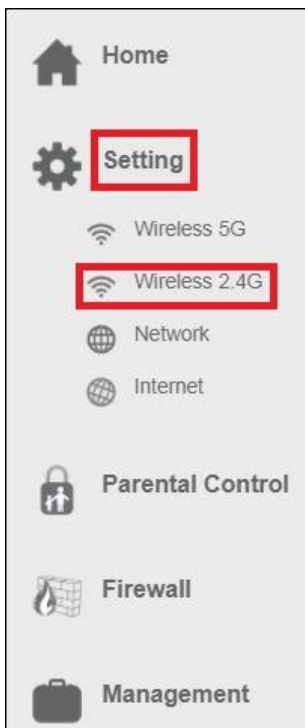 Home
Setting
Wireless 5G
Wireless 2.4G
Network
Internet
Parental Control
Firewall
Management